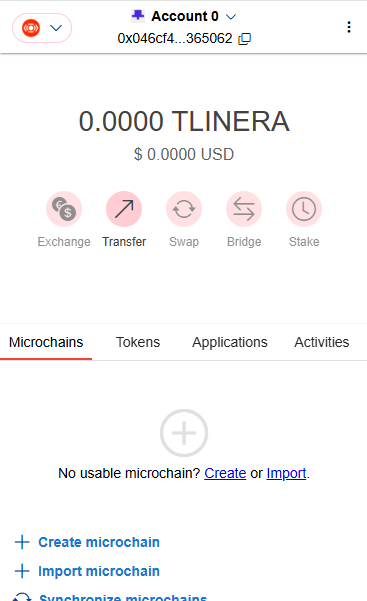 Account 0
0x046cf4...365062
0.0000 TLINERA
$ 0.0000 USD
Exchange Transfer Swap Bridge Stake
Microchains Tokens Applications Activities
No usable microchain? Create or Import.
Create microchain
Import microchain
Synchronize microchains